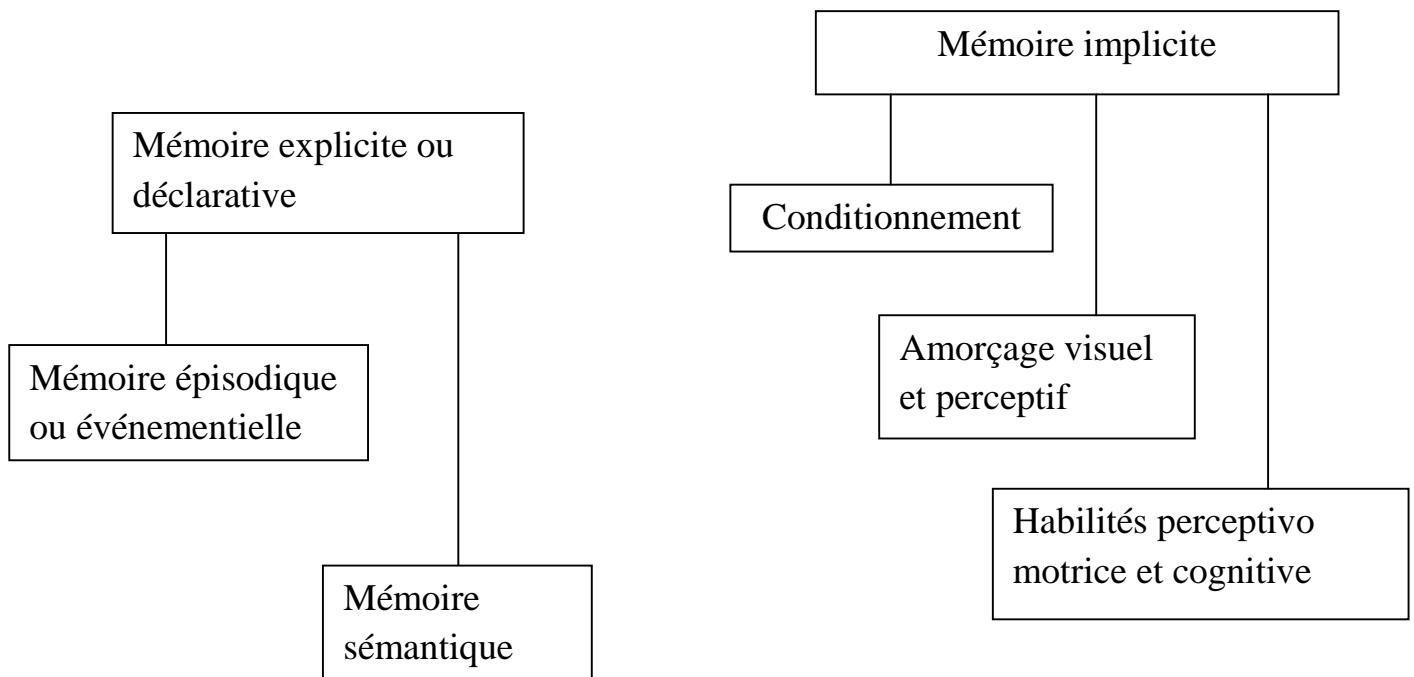 Mémoire implicite
Mémoire explicite ou
déclarative
Conditionnement
Amorçage visuel
et perceptif
Mémoire épisodique
ou événementielle
Habilités perceptivo
motrice et cognitive
Mémoire
sémantique